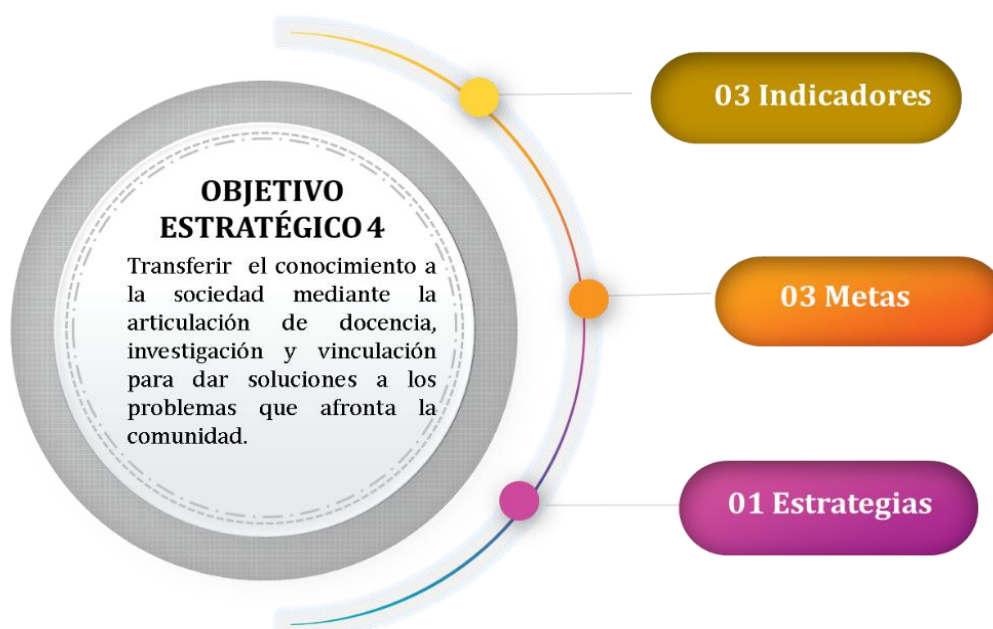 OBJETIVO
ESTRATÉGICO 4
Transferir el conocimiento a
la sociedad mediante la
articulación de docencia,
investigación y vinculación
para dar soluciones a los
problemas que afronta la
comunidad.
03 Indicadores
03 Metas
01 Estrategias